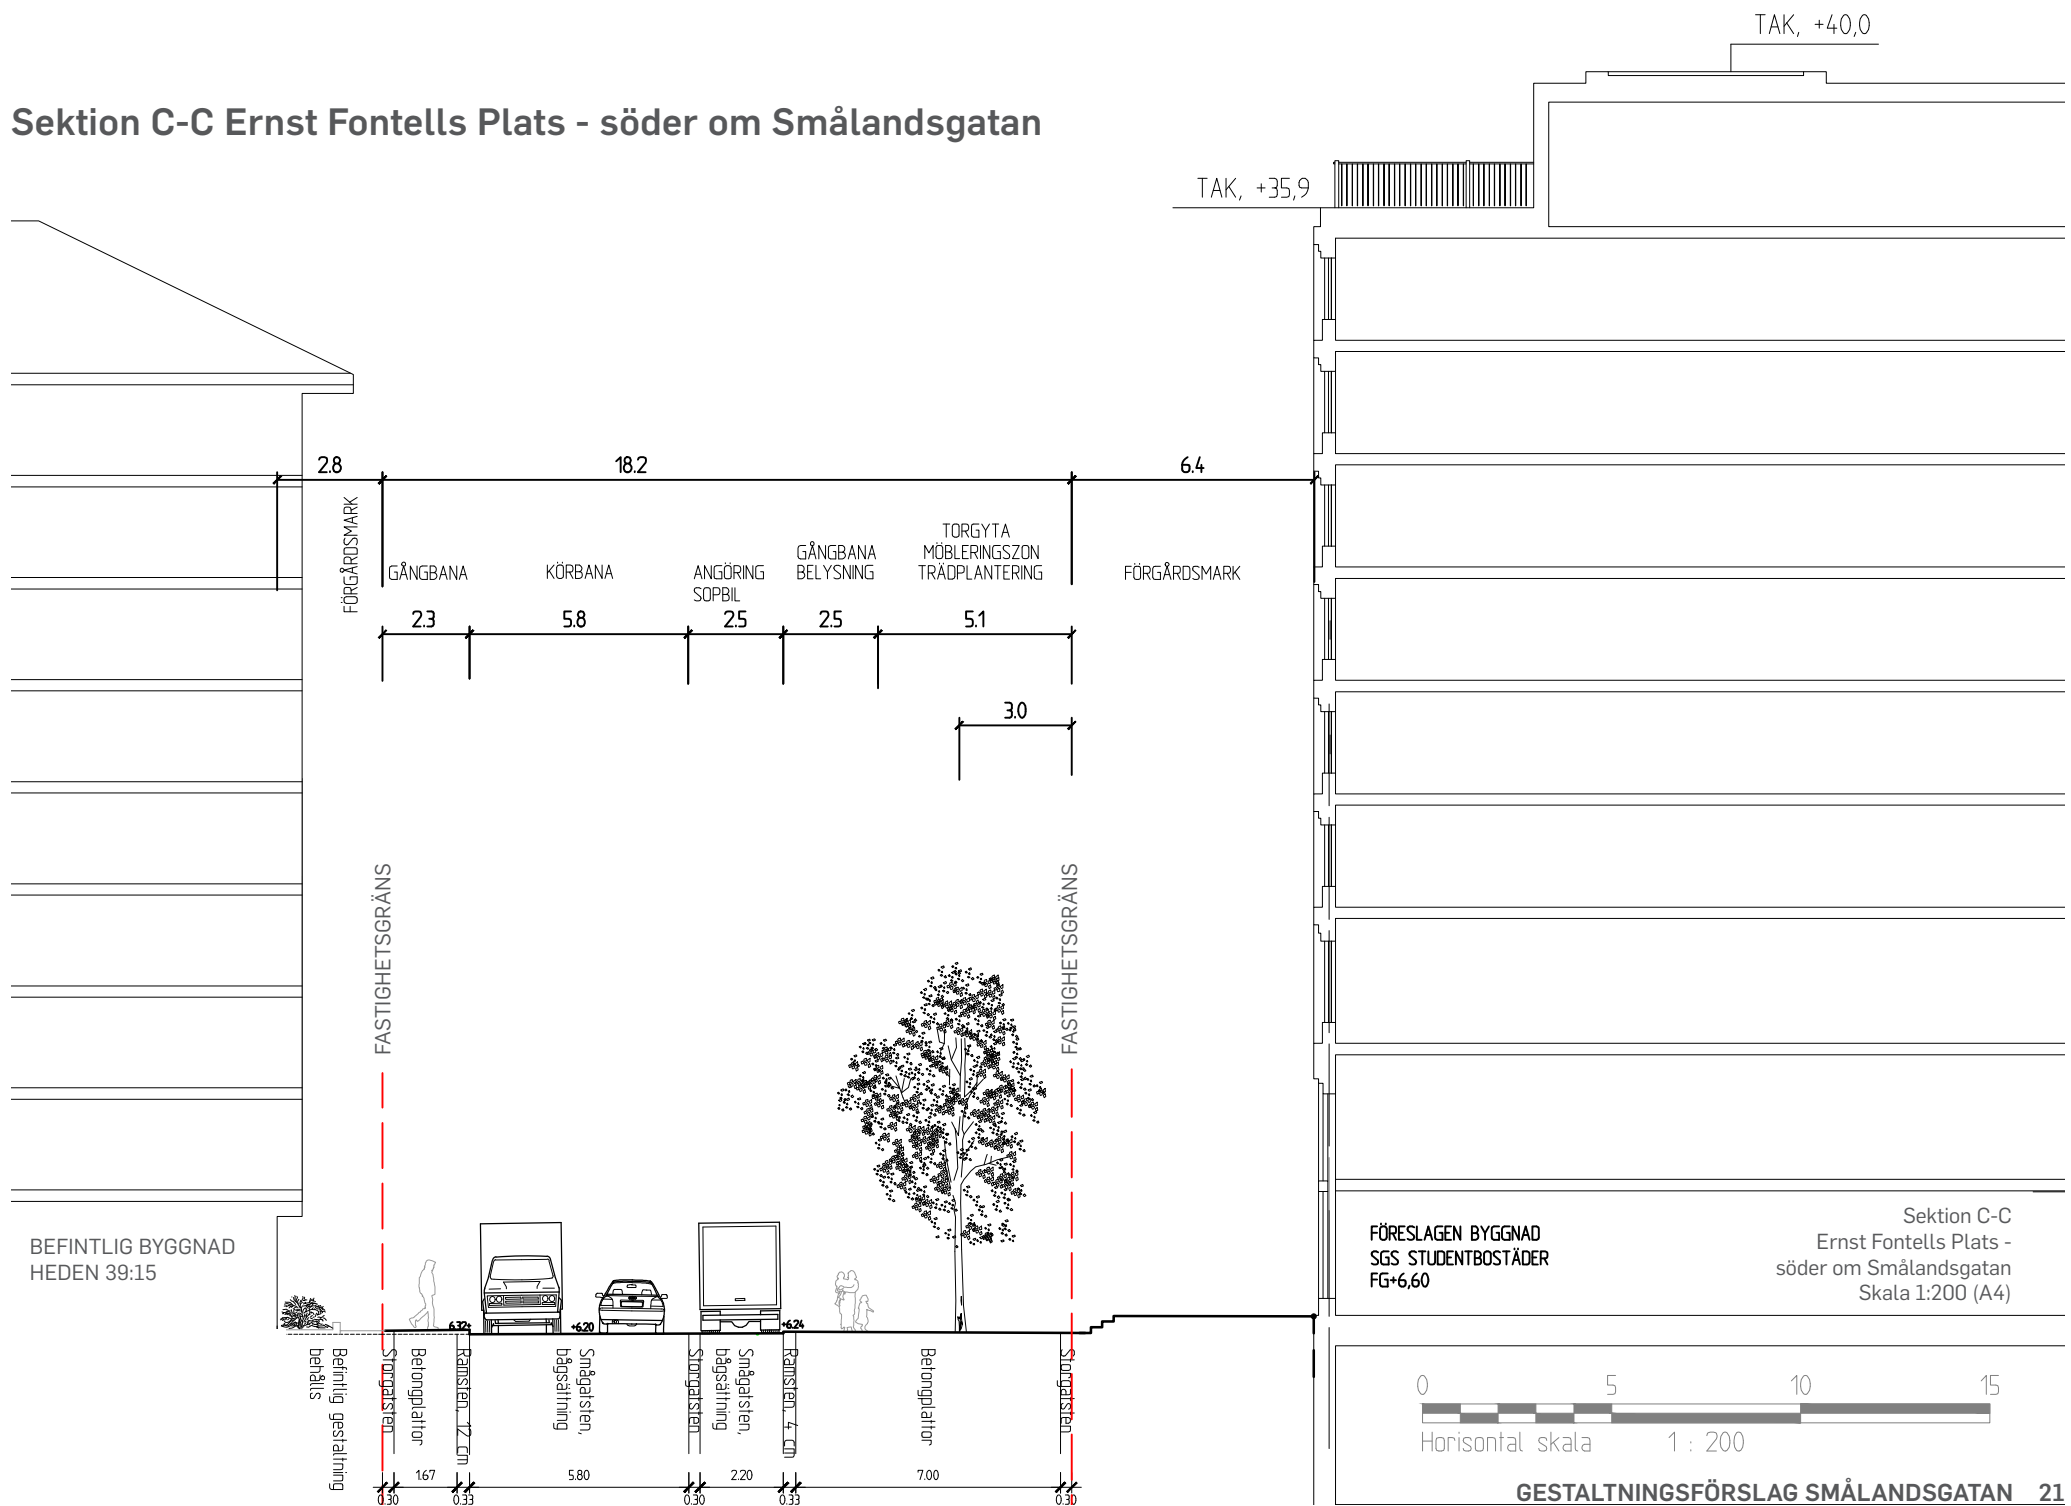 TAK, +40,0
Sektion C-C Ernst Fontells Plats - söder om Smålandsgatan
TAK, +35,9
2.8
18.2
6.4
FÖRGÅRDSMARK
GÅNGBANA
KÖRBANA
ANGÖRING
SOPBIL
GÅNGBANA
BELYSNING
TORGYTA
MÖBLERINGSZON
TRÄDPLANTERING
FÖRGÅRDSMARK
2.3
5.8
2.5
2.5
5.1
3.0
FASTIGHETSGRÄNS
FASTIGHETSGRÄNS
BEFINTLIG BYGGNAD
HEDEN 39:15
FÖRESLAGEN BYGGNAD
SGS STUDENTBOSTÄDER
FG+6,60
Sektion C-C
Ernst Fontells Plats -
söder om Smålandsgatan
Skala 1:200 (A4)
6.32+
+6.20
+6.24
Befintlig gestaltning
behålls
Storgatsten
Betongplattor
Ramsten, 12 cm
Smågatsten,
bågsättning
Storgatsten
Smågatsten,
bågsättning
Ramsten, 4 cm
Betongplattor
Storgatsten
0 5 10 15
Horisontal skala 1 : 200
1.67
5.80
2.20
7.00
0.30
0.33
0.30
0.33
0.30
GESTALTNINGSFÖRSLAG SMÅLANDSGATAN 21